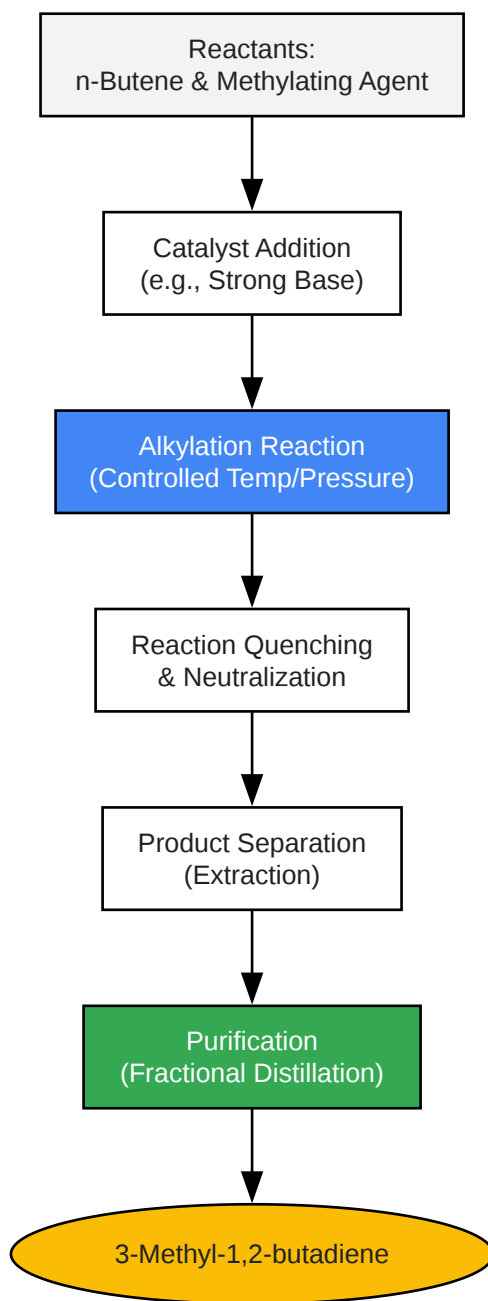 Reactants:
n-Butene & Methylating Agent
Catalyst Addition
(e.g., Strong Base)
Alkylation Reaction
(Controlled Temp/Pressure)
Reaction Quenching
& Neutralization
Product Separation
(Extraction)
Purification
(Fractional Distillation)
3-Methyl-1,2-butadiene